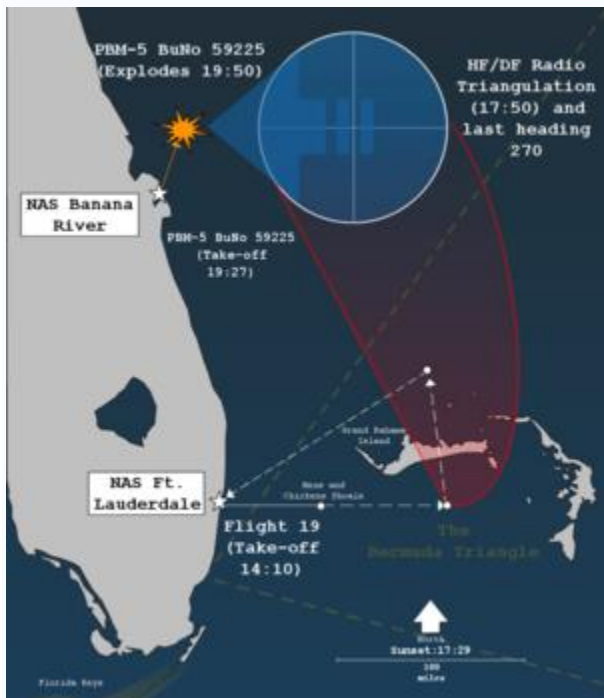 PBM-5 BuNo 59225
(Explodes 19:50)
HF/DF Radio
Triangulation
(17:50) and
last heading
270
NAS Banana
River
PBM-5 BuNo 59225
(Take-off
19:27)
Grand Bahama
Island
NAS Ft.
Lauderdale
Hens and
Chickens Shoals
Flight 19
(Take-off
14:10)
The
Bermuda Triangle
North
Sunset:17:29
100
miles
Florida Keys